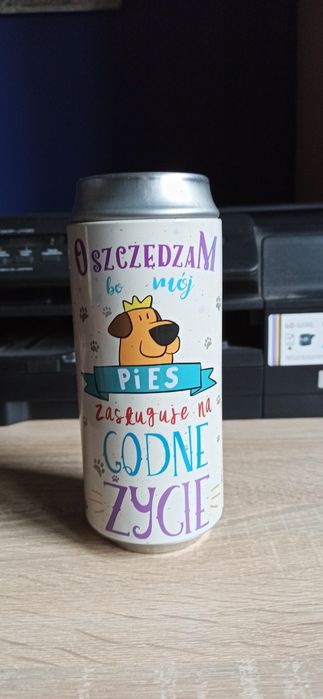 OSZCZĘDZAM
bo mój
PiES
zasługuje na
GODNE
ŻYCIE